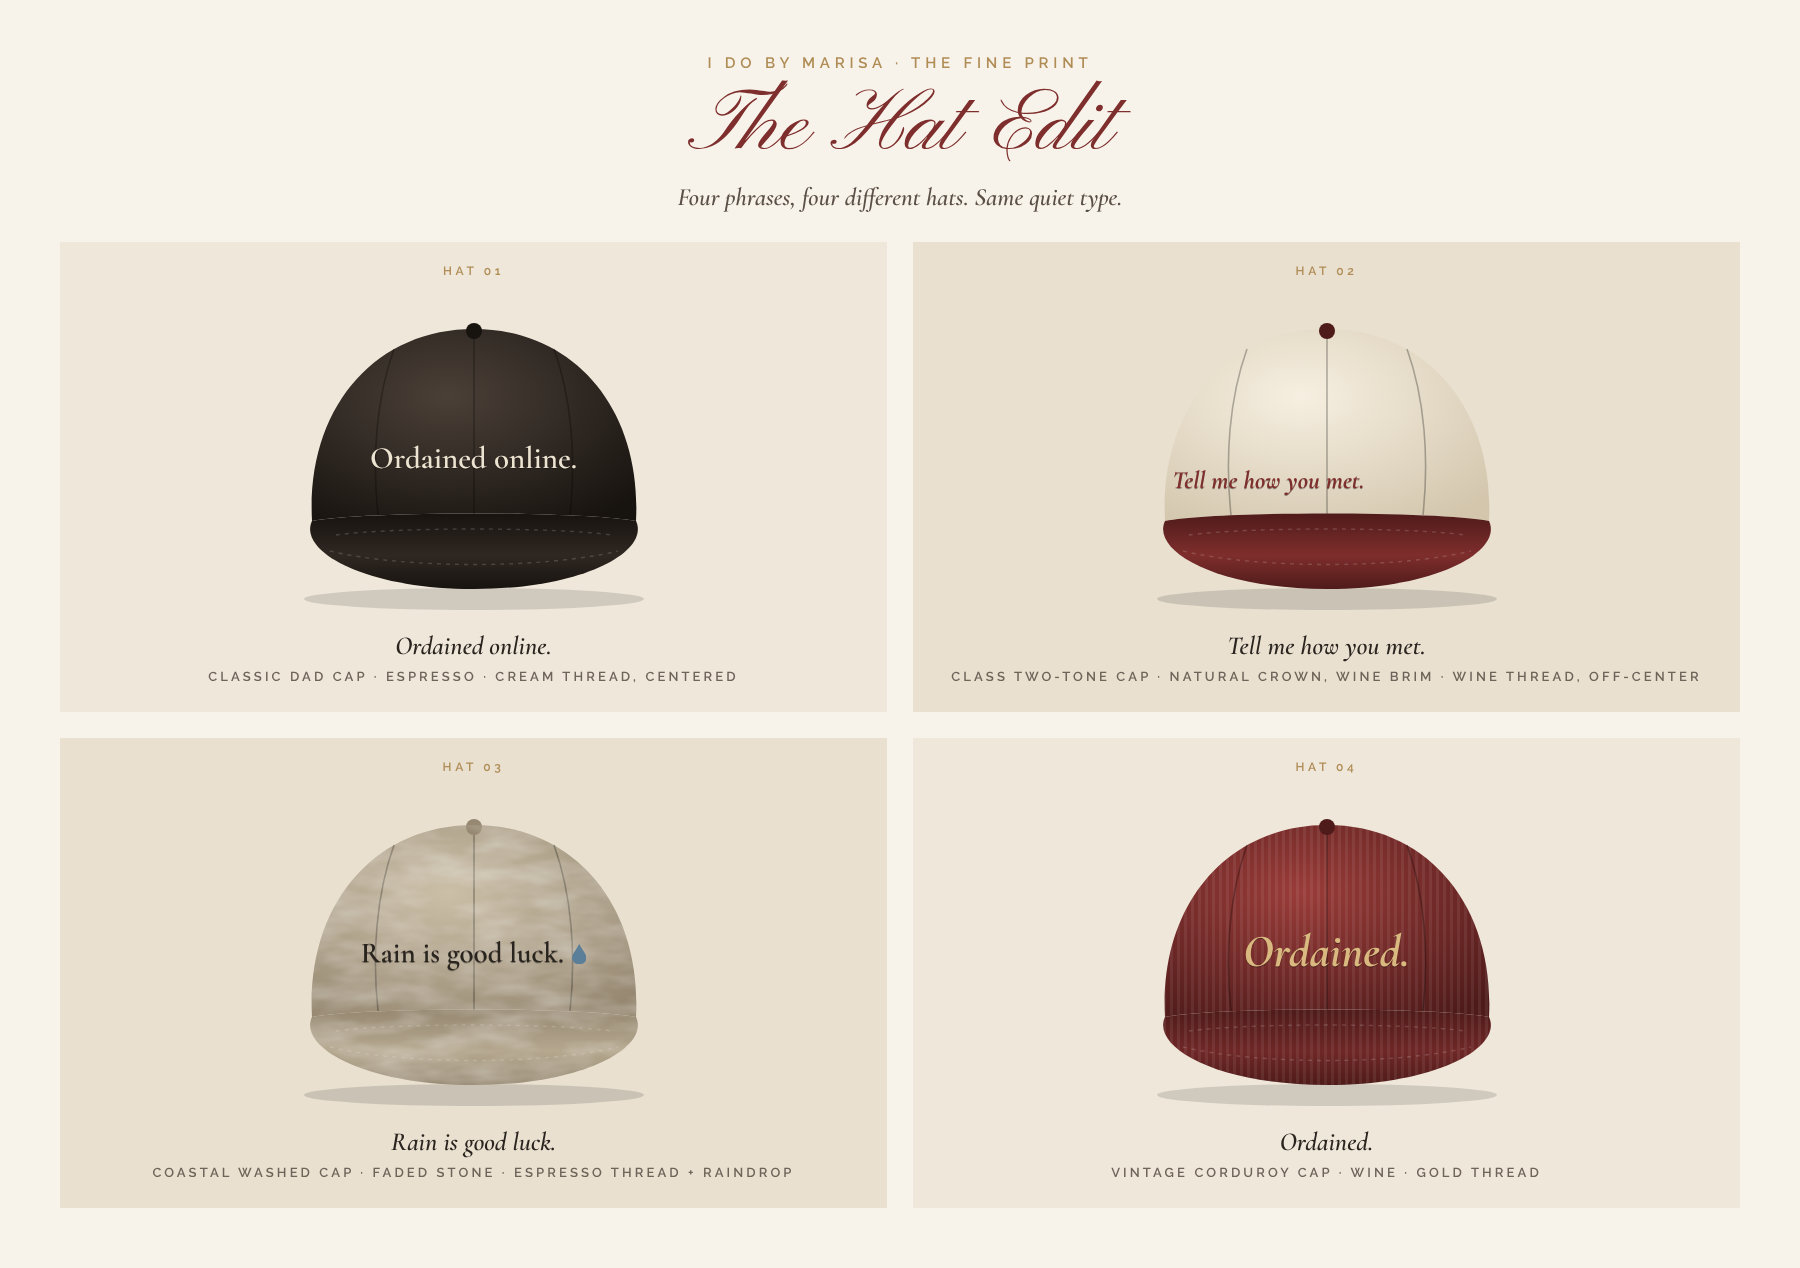 I DO BY MARISA · THE FINE PRINT
The Hat Edit
Four phrases, four different hats. Same quiet type.
HAT 01
Ordained online.
Ordained online.
CLASSIC DAD CAP · ESPRESSO · CREAM THREAD, CENTERED
HAT 02
Tell me how you met.
Tell me how you met.
CLASS TWO-TONE CAP · NATURAL CROWN, WINE BRIM · WINE THREAD, OFF-CENTER
HAT 03
Rain is good luck.
Rain is good luck.
COASTAL WASHED CAP · FADED STONE · ESPRESSO THREAD + RAINDROP
HAT 04
Ordained.
Ordained.
VINTAGE CORDUROY CAP · WINE · GOLD THREAD